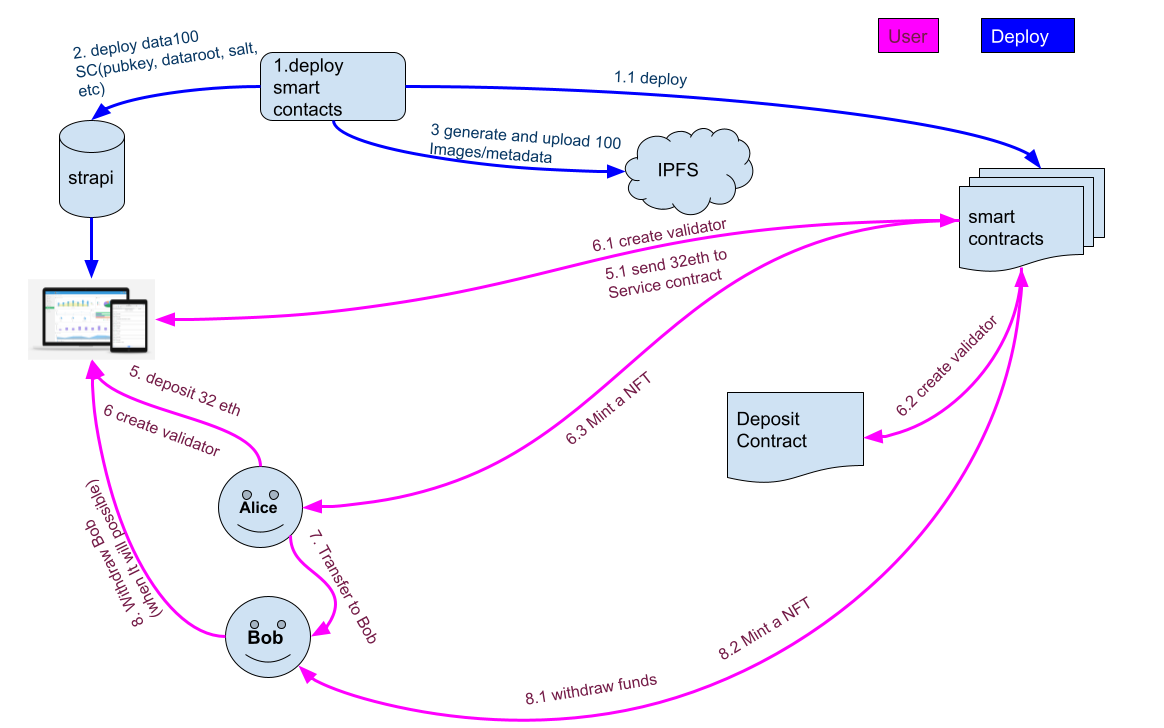 User
Deploy
2. deploy data100
SC(pubkey, dataroot, salt,
etc)
1.deploy
smart
contacts
1.1 deploy
3 generate and upload 100
Images/metadata
IPFS
strapi
smart
contracts
6.1 create validator
5.1 send 32eth to
Service contract
5. deposit 32 eth
6 create validator
6.2 create validator
6.3 Mint a NFT
Deposit
Contract
Alice
7. Transfer to Bob
8. Withdraw Bob
(when It will possible)
Bob
8.2 Mint a NFT
8.1 withdraw funds